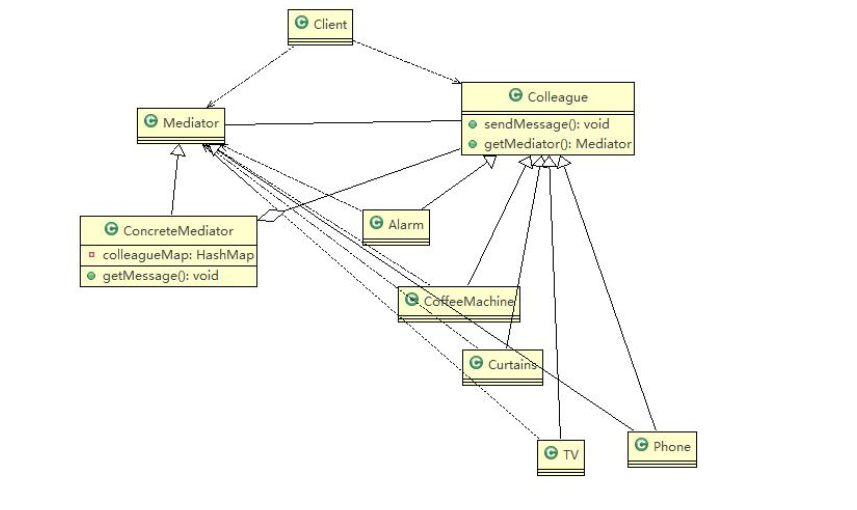 Client
Colleague
sendMessage(): void
getMediator(): Mediator
Mediator
ConcreteMediator
colleagueMap: HashMap
getMessage(): void
Alarm
CoffeeMachine
Curtains
TV
Phone